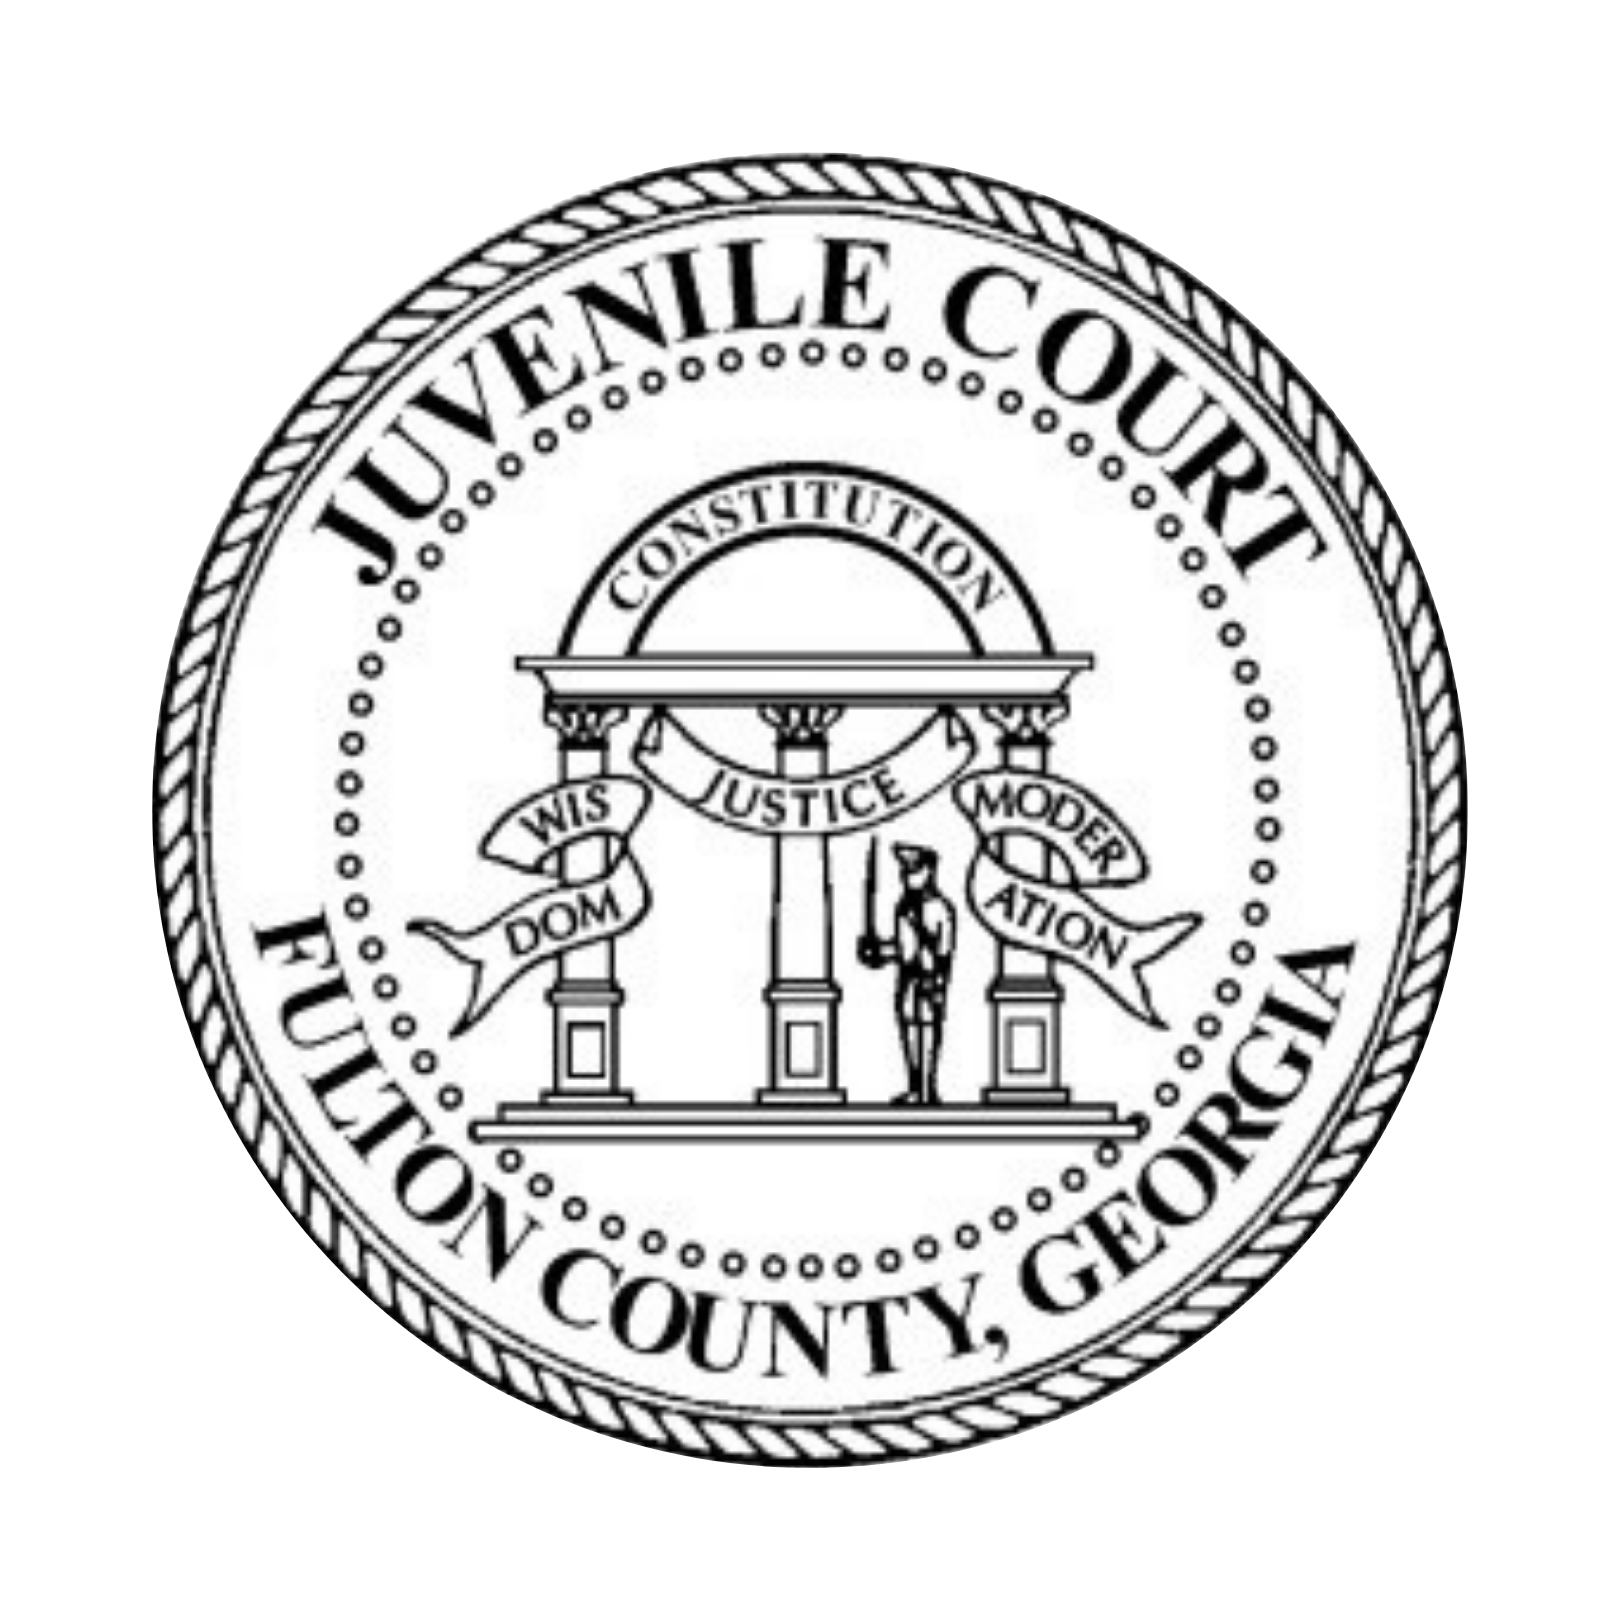 JUVENILE COURT
CONSTITUTION
JUSTICE
WIS
DOM
MODER
ATION
FULTON COUNTY, GEORGIA